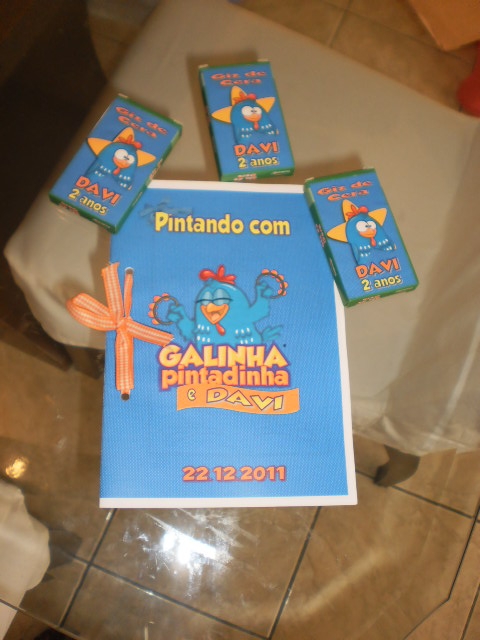 Giz de
Cera
DAVI
2 anos
Giz de
Cera
DAVI
2 anos
Giz de
Cera
DAVI
2 anos
Pintando com
GALINHA
pintadinha
e DAVI
22 12 2011